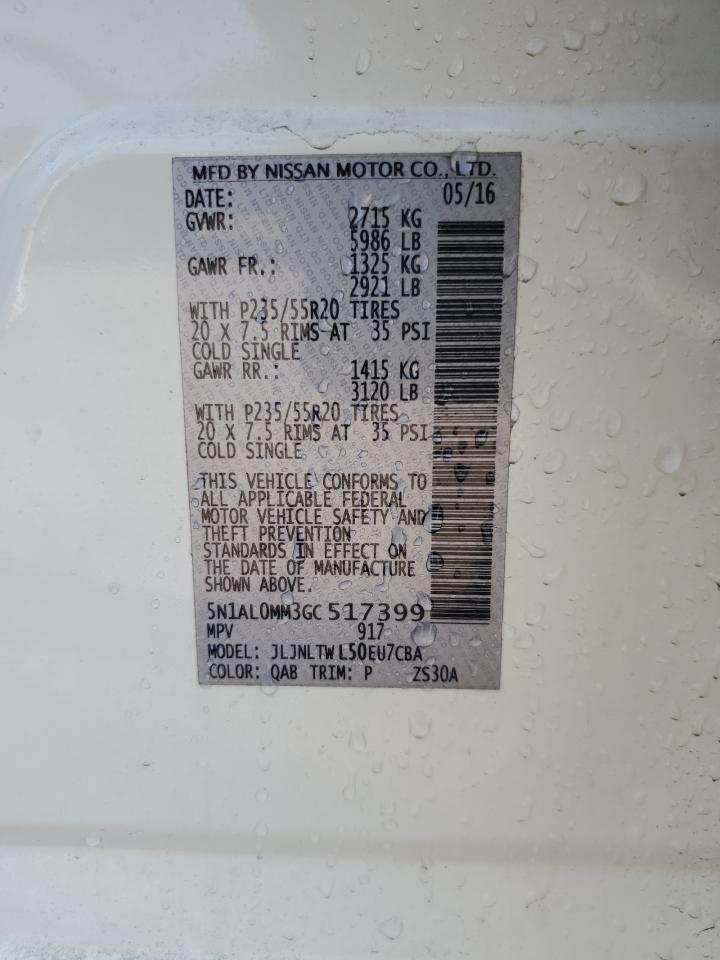 MFD BY NISSAN MOTOR CO., LTD.
DATE: 05/16
GVWR: 2715 KG
5986 LB
GAWR FR.: 1325 KG
2921 LB
WITH P235/55R20 TIRES
20 X 7.5 RIMS AT 35 PSI
COLD SINGLE
GAWR RR.: 1415 KG
3120 LB
WITH P235/55R20 TIRES
20 X 7.5 RIMS AT 35 PSI
COLD SINGLE
THIS VEHICLE CONFORMS TO
ALL APPLICABLE FEDERAL
MOTOR VEHICLE SAFETY AND
THEFT PREVENTION
STANDARDS IN EFFECT ON
THE DATE OF MANUFACTURE
SHOWN ABOVE.
5N1AL0MM3GC 517399
MPV 917
MODEL: JLJNLTW L50EU7CBA
COLOR: QAB TRIM: P ZS30A